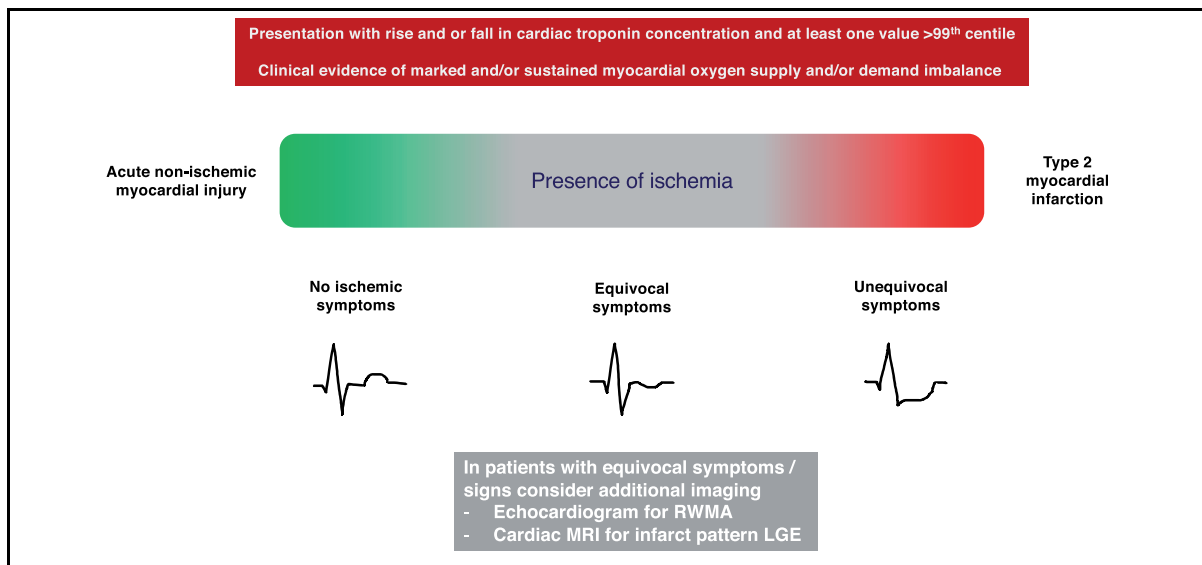 Presentation with rise and or fall in cardiac troponin concentration and at least one value >99th centile
Clinical evidence of marked and/or sustained myocardial oxygen supply and/or demand imbalance
Acute non-ischemic
myocardial injury
Presence of ischemia
Type 2
myocardial
infarction
No ischemic
symptoms
Equivocal
symptoms
Unequivocal
symptoms
In patients with equivocal symptoms /
signs consider additional imaging
- Echocardiogram for RWMA
- Cardiac MRI for infarct pattern LGE